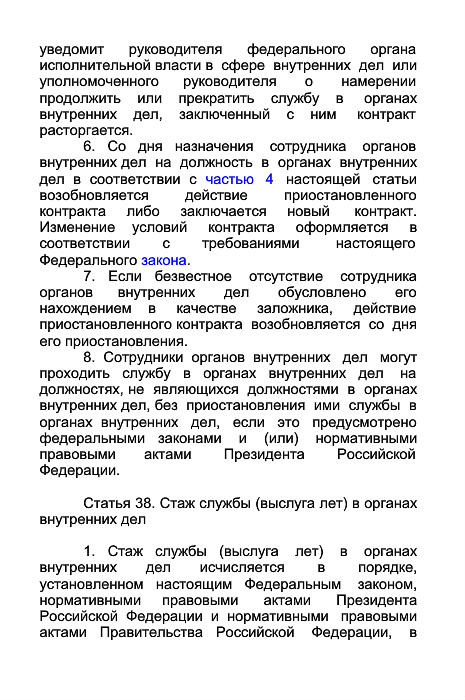 уведомит руководителя федерального органа
исполнительной власти в сфере внутренних дел или
уполномоченного руководителя о намерении
продолжить или прекратить службу в органах
внутренних дел, заключенный с ним контракт
расторгается.
6. Со дня назначения сотрудника органов
внутренних дел на должность в органах внутренних
дел в соответствии с частью 4 настоящей статьи
возобновляется действие приостановленного
контракта либо заключается новый контракт.
Изменение условий контракта оформляется в
соответствии с требованиями настоящего
Федерального закона.
7. Если безвестное отсутствие сотрудника
органов внутренних дел обусловлено его
нахождением в качестве заложника, действие
приостановленного контракта возобновляется со дня
его приостановления.
8. Сотрудники органов внутренних дел могут
проходить службу в органах внутренних дел на
должностях, не являющихся должностями в органах
внутренних дел, без приостановления ими службы в
органах внутренних дел, если это предусмотрено
федеральными законами и (или) нормативными
правовыми актами Президента Российской
Федерации.
Статья 38. Стаж службы (выслуга лет) в органах
внутренних дел
1. Стаж службы (выслуга лет) в органах
внутренних дел исчисляется в порядке,
установленном настоящим Федеральным законом,
нормативными правовыми актами Президента
Российской Федерации и нормативными правовыми
актами Правительства Российской Федерации, в